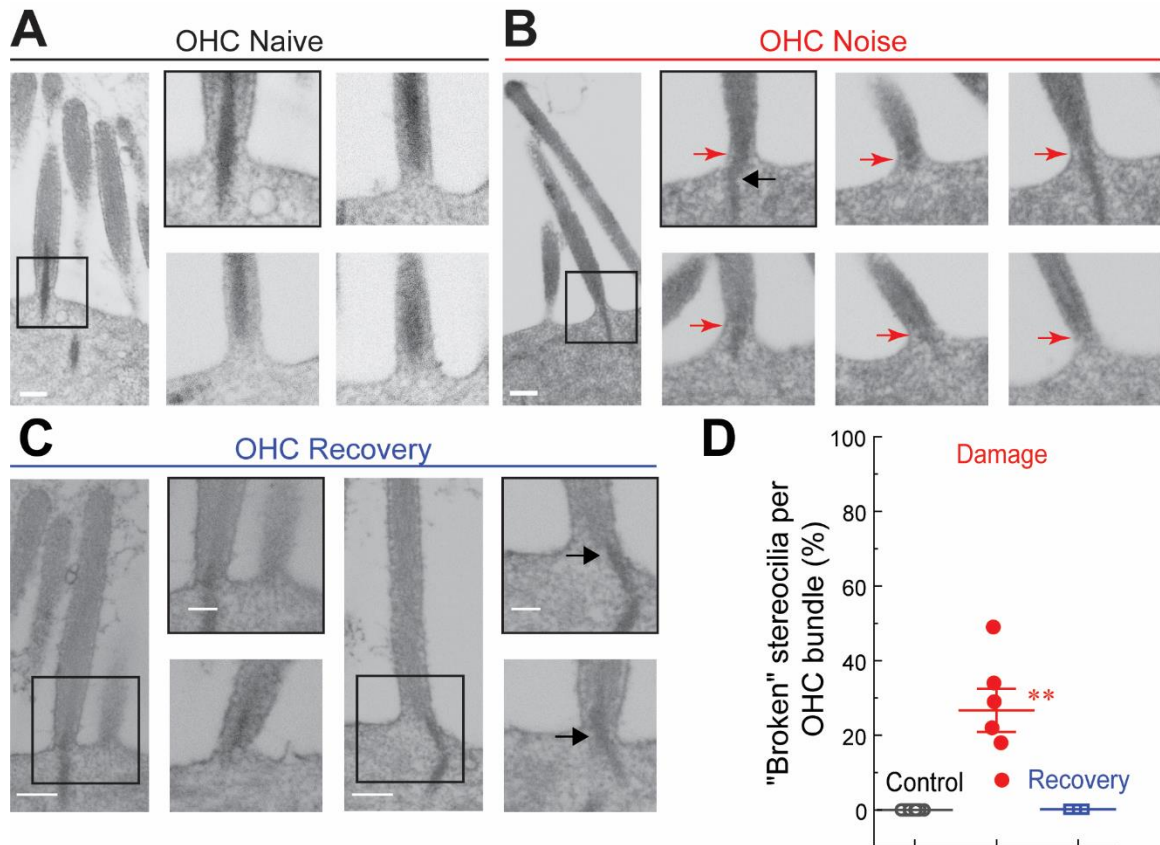 A
OHC Naive
B
OHC Noise
C
OHC Recovery
D
"Broken" stereocilia per
OHC bundle (%)
100
80
60
40
20
0
Damage
**
Control
Recovery